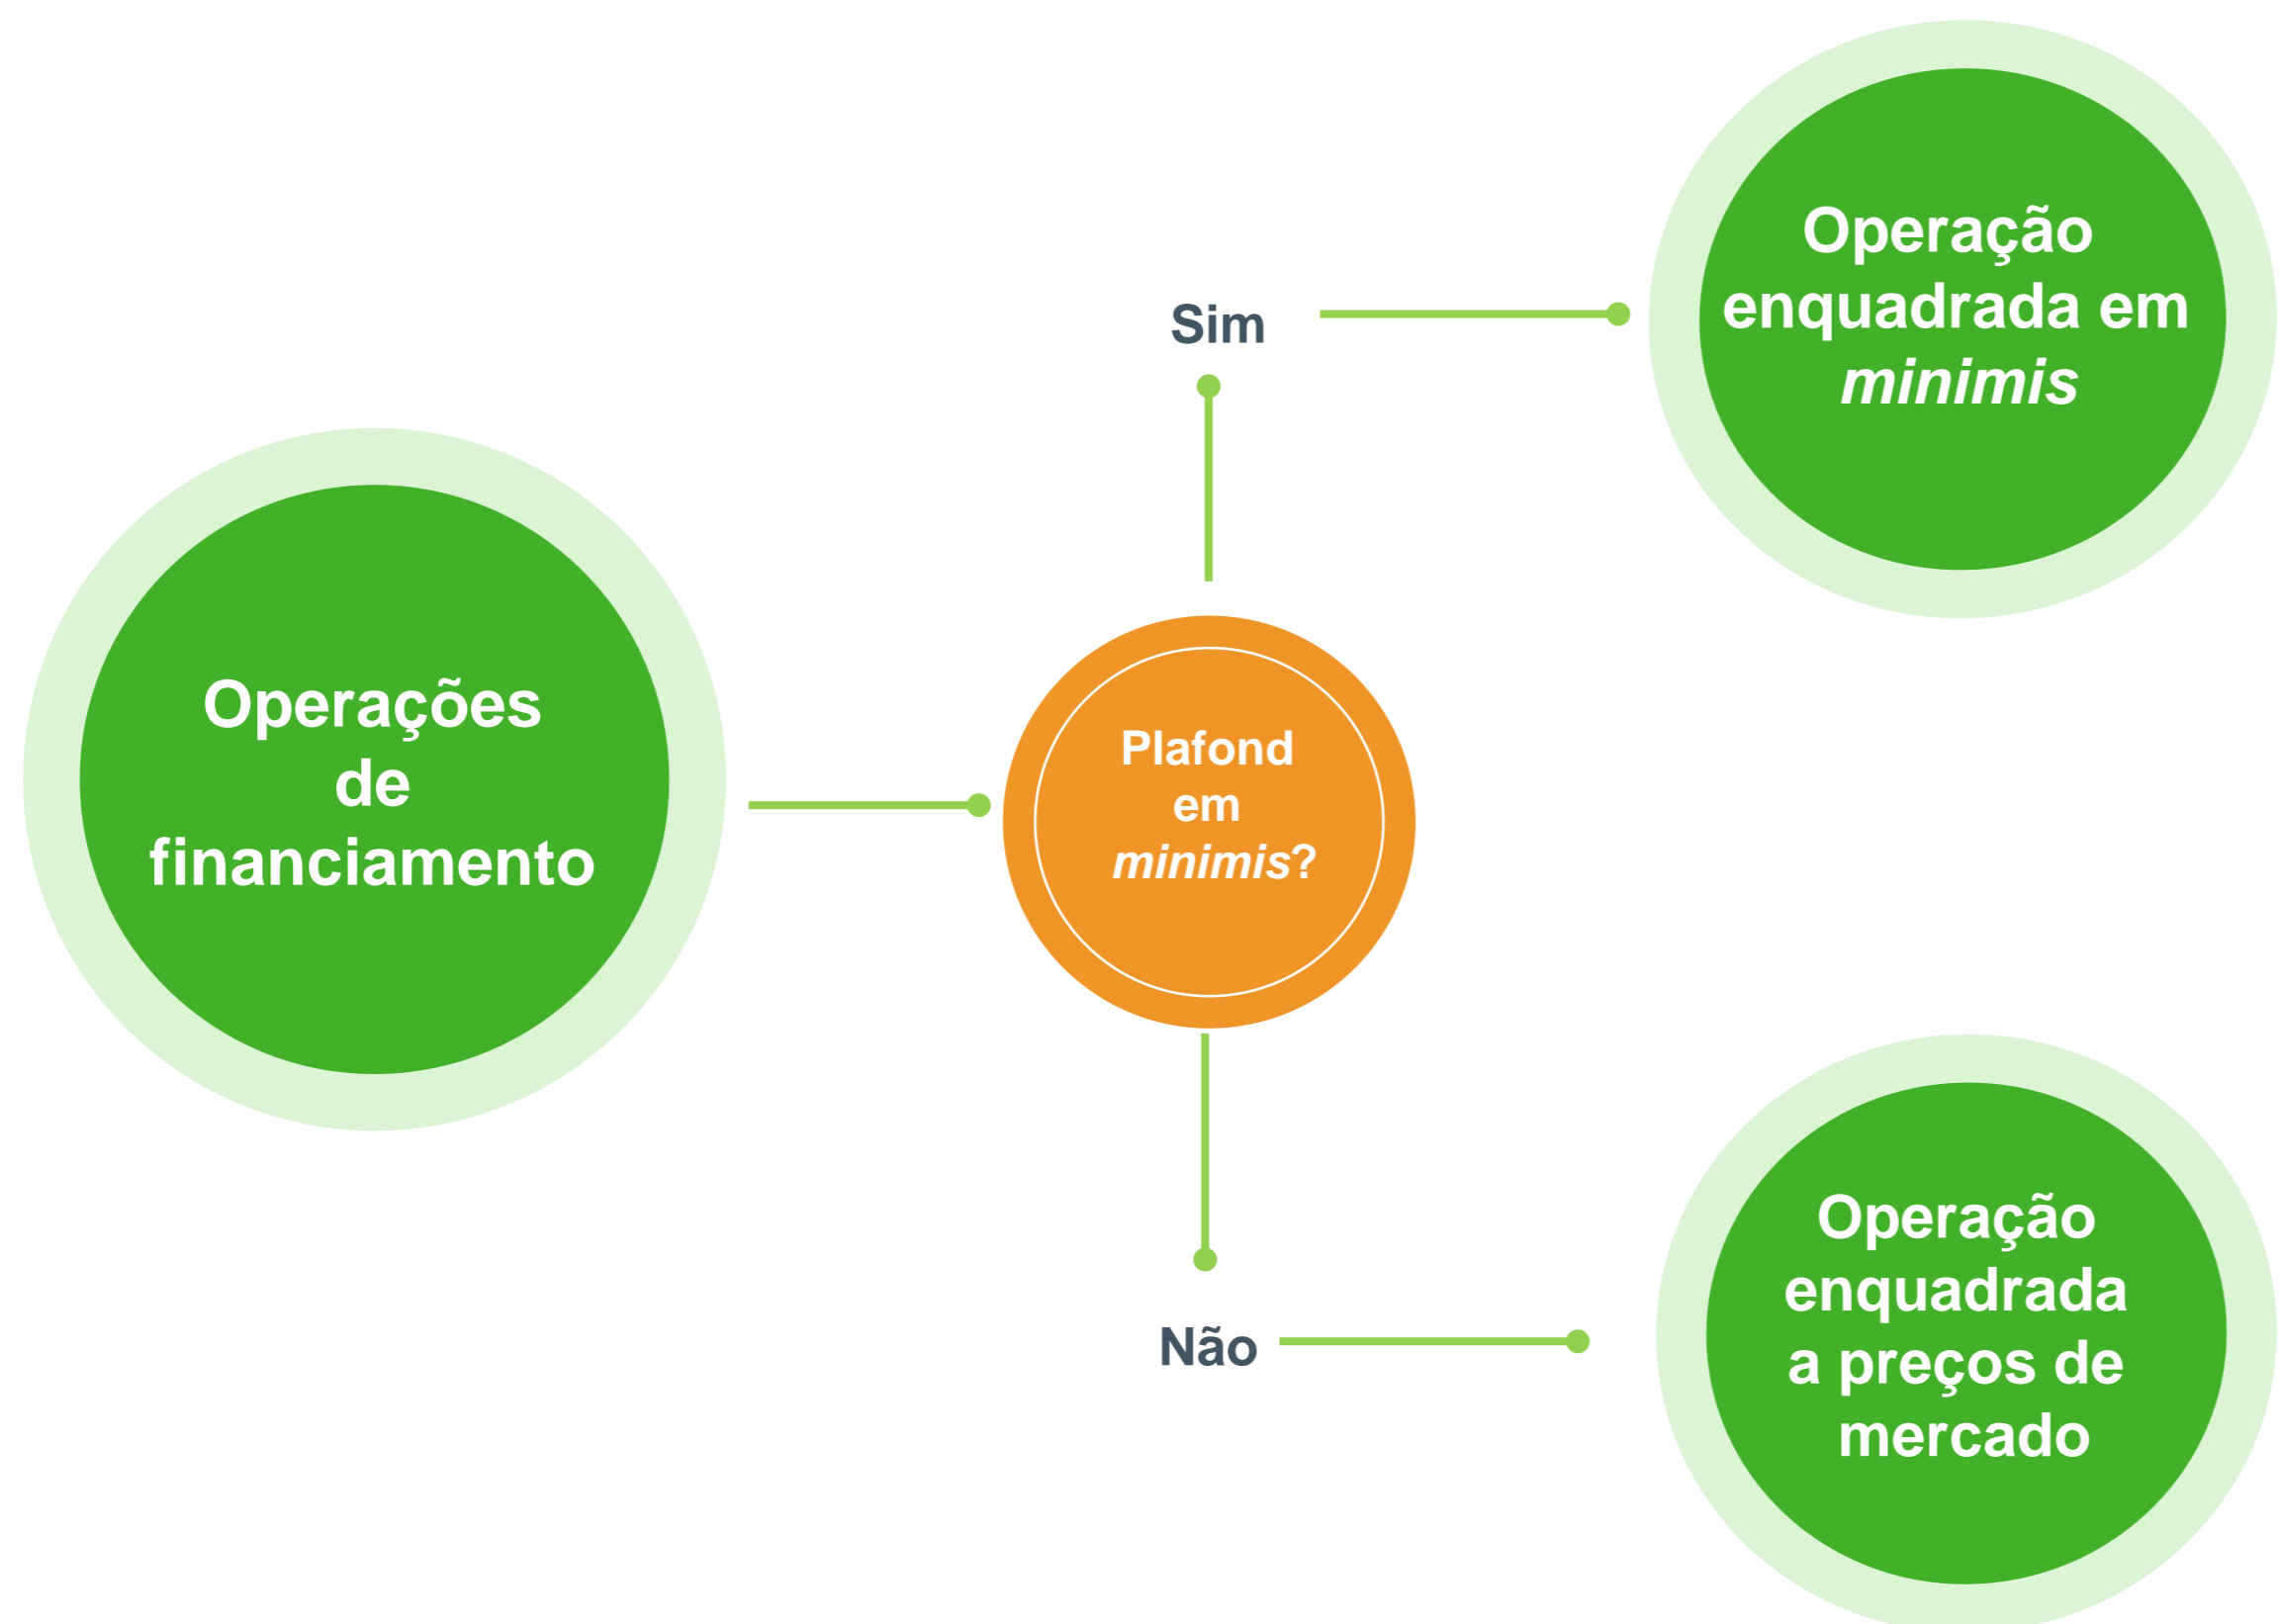 Operações
de
financiamento
Plafond
em
minimis?
Sim
Operação
enquadrada em
minimis
Não
Operação
enquadrada
a preços de
mercado